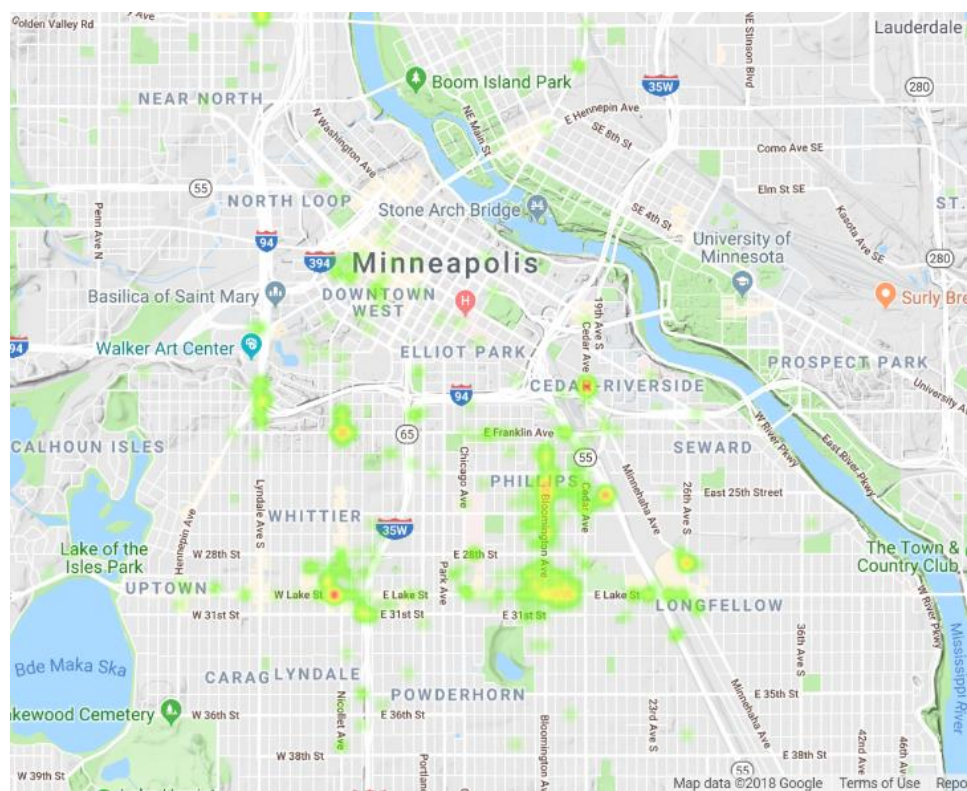 Golden Valley Rd
y Ave
NE Stinson Blvd
Lauderdale
Boom Island Park
35W
280
NEAR NORTH
N Washington Ave
NE Main St
E Hennepin Ave
SE 8th St
Como Ave SE
55
Elm St SE
Kasota Ave SE
Penn Ave N
NORTH LOOP
Stone Arch Bridge
SE 4th St
ST.
94
University of
Minnesota
394
Minneapolis
280
Basilica of Saint Mary
DOWNTOWN
WEST
H
19th Ave S
Cedar Ave
Surly Bre
94
Walker Art Center
ELLIOT PARK
PROSPECT PARK
CEDAR-RIVERSIDE
94
University Av
CALHOUN ISLES
65
E Franklin Ave
W River Pkwy
East River Pkwy
SEWARD
Chicago Ave
55
PHILLIPS
Lyndale Ave S
Bloomington Ave
Cedar Ave
Minnehaha Ave
26th Ave S
East 25th Street
WHITTIER
Hennepin Ave
35W
Lake of the
Isles Park
W 28th St
E 28th St
The Town &
Country Club
UPTOWN
Park Ave
W Lake St
E Lake St
E Lake St
LONGFELLOW
W River Pkwy
W 31st St
E 31st St
E 31st St
36th Ave S
Mississippi River
Bde Maka Ska
CARAG
LYNDALE
POWDERHORN
E 35th St
Minnehaha Ave
akewood Cemetery
W 36th St
Nicollet Ave
E 36th St
Bloomington Ave
23rd Ave S
42nd Ave
46th Ave
W 38th St
Portland
E 38th St
W 39th St
55
Map data ©2018 Google
Terms of Use
Repo